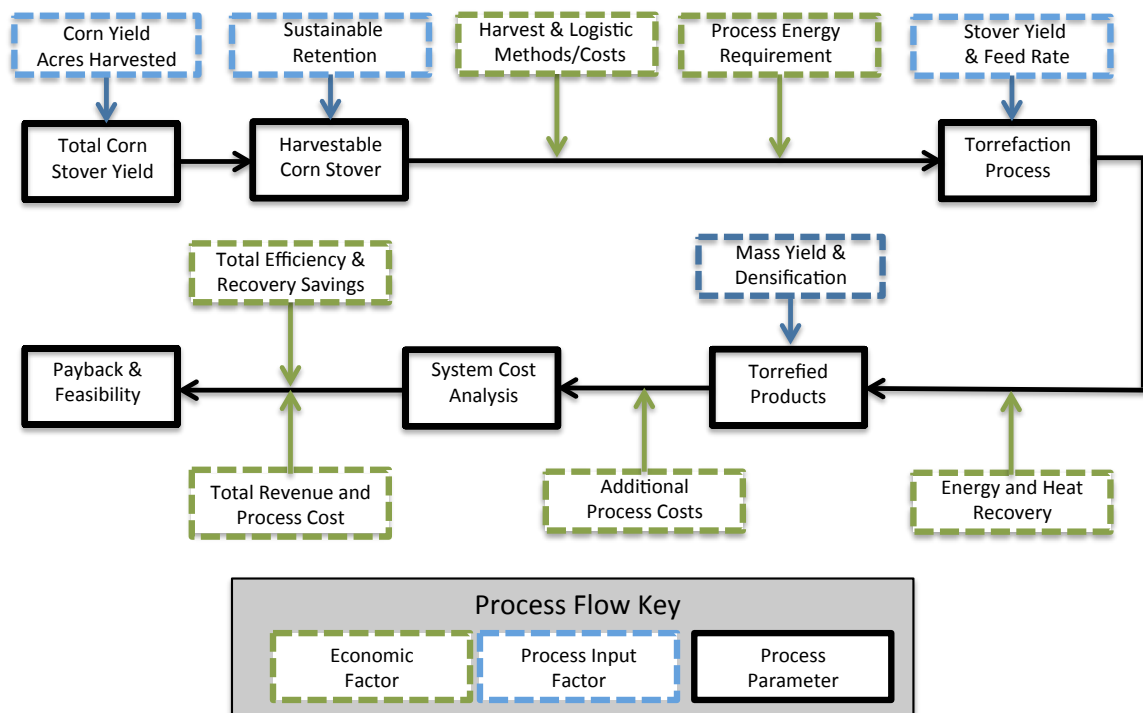 Corn Yield
Acres Harvested
Sustainable
Retention
Harvest & Logistic
Methods/Costs
Process Energy
Requirement
Stover Yield
& Feed Rate
Total Corn
Stover Yield
Harvestable
Corn Stover
Torrefaction
Process
Total Efficiency &
Recovery Savings
Mass Yield &
Densification
Payback &
Feasibility
System Cost
Analysis
Torrefied
Products
Total Revenue and
Process Cost
Additional
Process Costs
Energy and Heat
Recovery
Process Flow Key
Economic
Factor
Process Input
Factor
Process
Parameter